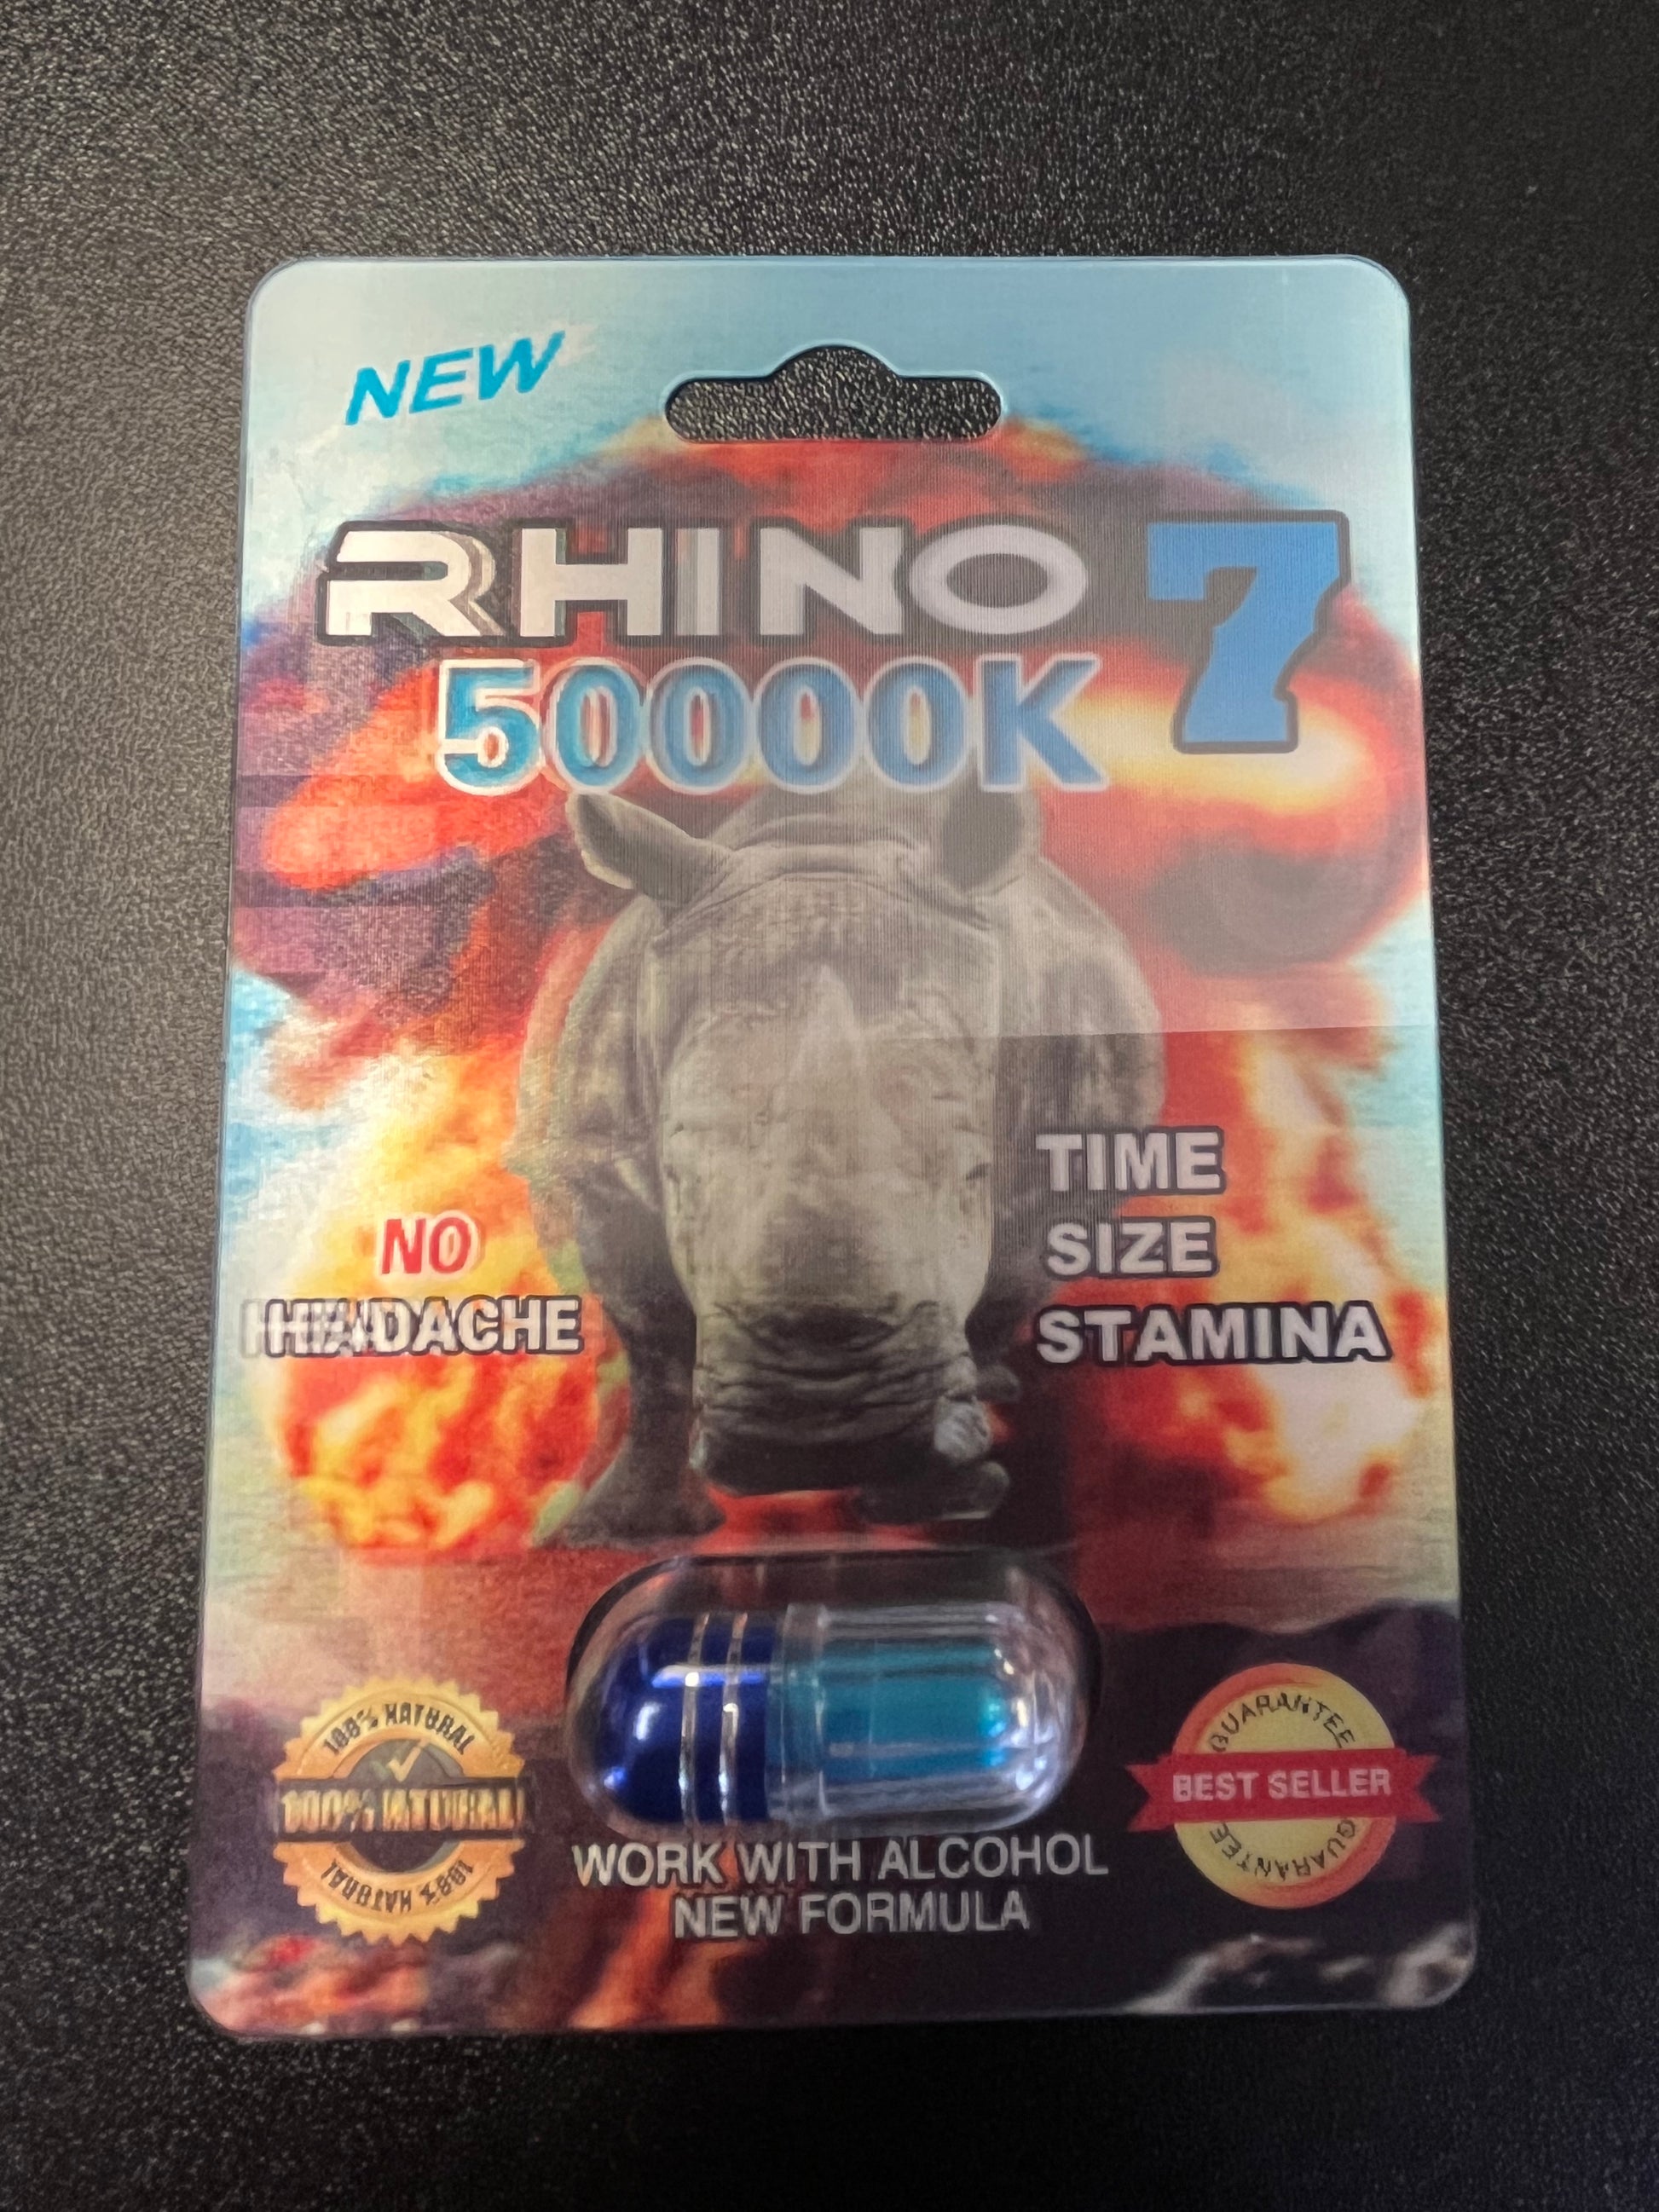 NEW
RHINO 7
50000K
TIME
SIZE
STAMINA
NO
HEADACHE
100% NATURAL
100% NATURAL
100% NATURAL
GUARANTEE
BEST SELLER
GUARANTEE
WORK WITH ALCOHOL
NEW FORMULA